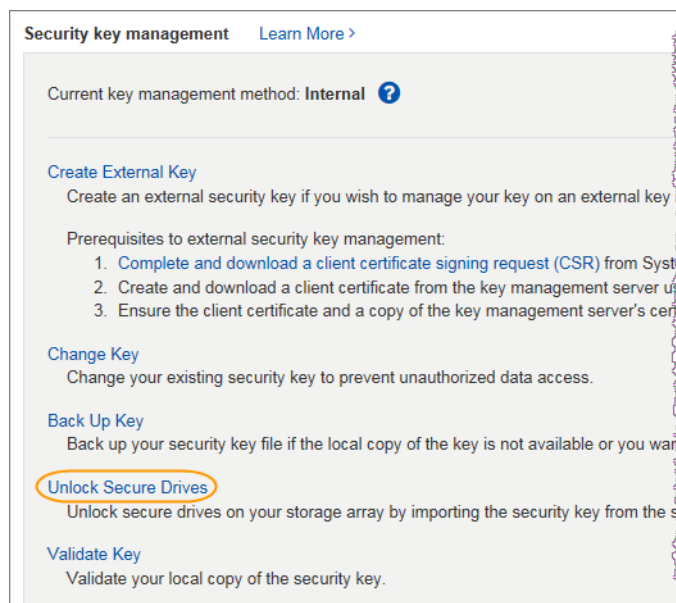 Security key management Learn More >
Current key management method: Internal ?
Create External Key
Create an external security key if you wish to manage your key on an external key
Prerequisites to external security key management:
1. Complete and download a client certificate signing request (CSR) from
2. Create and download a client certificate from the key management server
3. Ensure the client certificate and a copy of the key management server's
Change Key
Change your existing security key to prevent unauthorized data access.
Back Up Key
Back up your security key file if the local copy of the key is not available or you
Unlock Secure Drives
Unlock secure drives on your storage array by importing the security key from the
Validate Key
Validate your local copy of the security key.